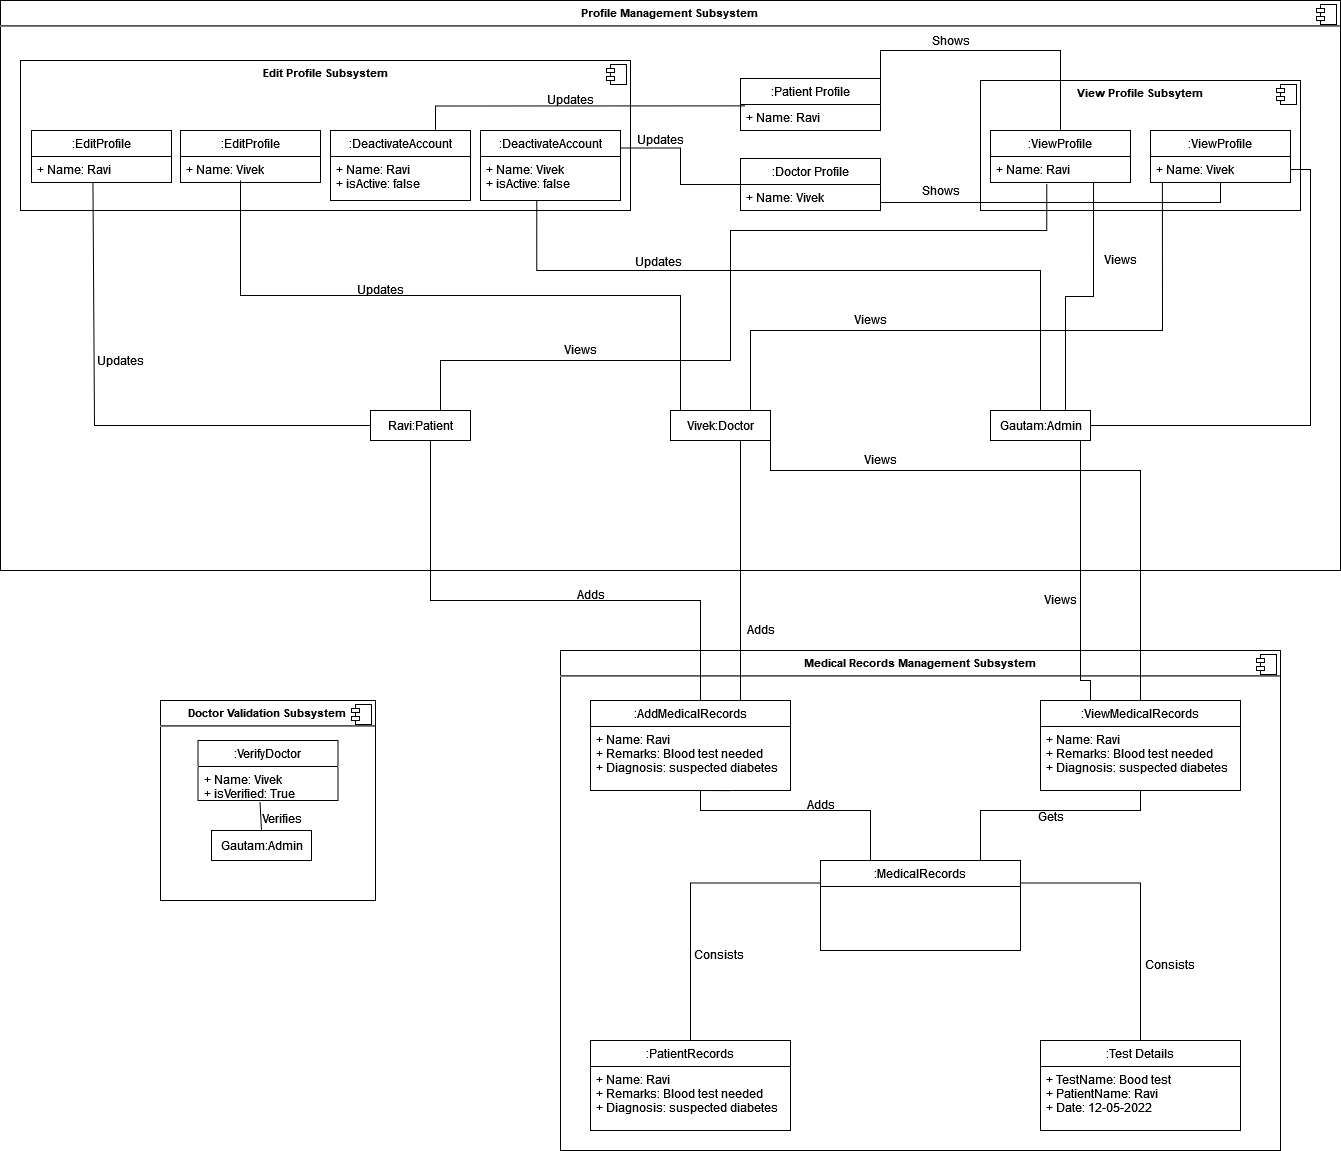 Profile Management Subsystem
Shows
Edit Profile Subsystem
View Profile Subsytem
:Patient Profile
+ Name: Ravi
Updates
:EditProfile
+ Name: Ravi
:EditProfile
+ Name: Vivek
:DeactivateAccount
+ Name: Ravi
+ isActive: false
:DeactivateAccount
+ Name: Vivek
+ isActive: false
Updates
:Doctor Profile
+ Name: Vivek
Shows
:ViewProfile
+ Name: Ravi
:ViewProfile
+ Name: Vivek
Updates
Views
Updates
Views
Views
Updates
Ravi:Patient
Vivek:Doctor
Gautam:Admin
Views
Adds
Views
Adds
Medical Records Management Subsystem
Doctor Validation Subsystem
:VerifyDoctor
+ Name: Vivek
+ isVerified: True
Verifies
Gautam:Admin
:AddMedicalRecords
+ Name: Ravi
+ Remarks: Blood test needed
+ Diagnosis: suspected diabetes
:ViewMedicalRecords
+ Name: Ravi
+ Remarks: Blood test needed
+ Diagnosis: suspected diabetes
Adds
Gets
:MedicalRecords
Consists
Consists
:PatientRecords
+ Name: Ravi
+ Remarks: Blood test needed
+ Diagnosis: suspected diabetes
:Test Details
+ TestName: Bood test
+ PatientName: Ravi
+ Date: 12-05-2022